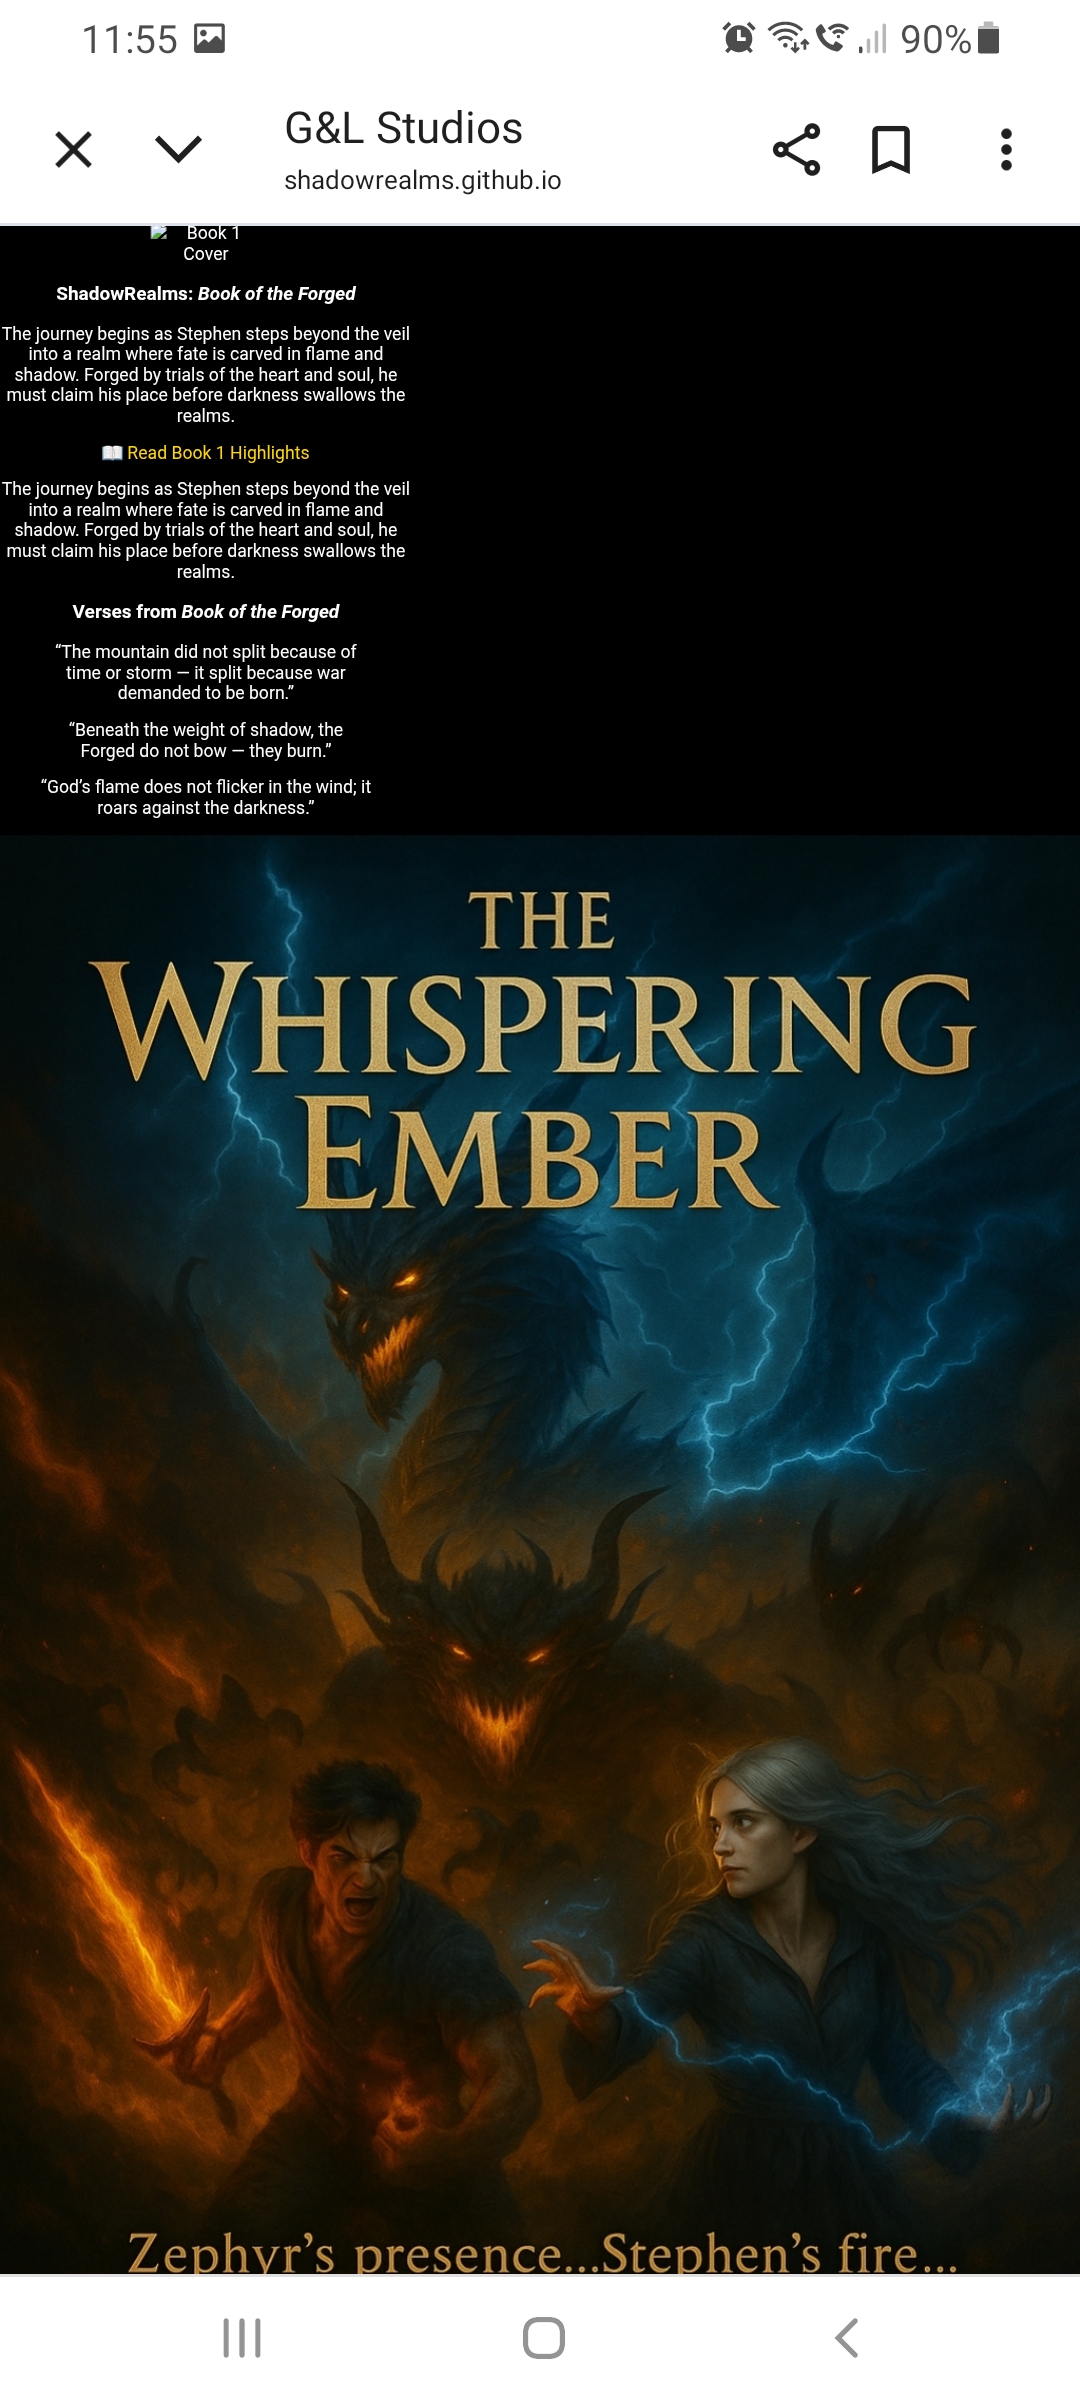 11:55
90%
G&L Studios
shadowrealms.github.io
Book 1
Cover
ShadowRealms: Book of the Forged
The journey begins as Stephen steps beyond the veil
into a realm where fate is carved in flame and
shadow. Forged by trials of the heart and soul, he
must claim his place before darkness swallows the
realms.
📖 Read Book 1 Highlights
The journey begins as Stephen steps beyond the veil
into a realm where fate is carved in flame and
shadow. Forged by trials of the heart and soul, he
must claim his place before darkness swallows the
realms.
Verses from Book of the Forged
“The mountain did not split because of
time or storm — it split because war
demanded to be born.”
“Beneath the weight of shadow, the
Forged do not bow — they burn.”
“God’s flame does not flicker in the wind; it
roars against the darkness.”
THE
WHISPERING
EMBER
Zephyr’s presence...Stephen’s fire...